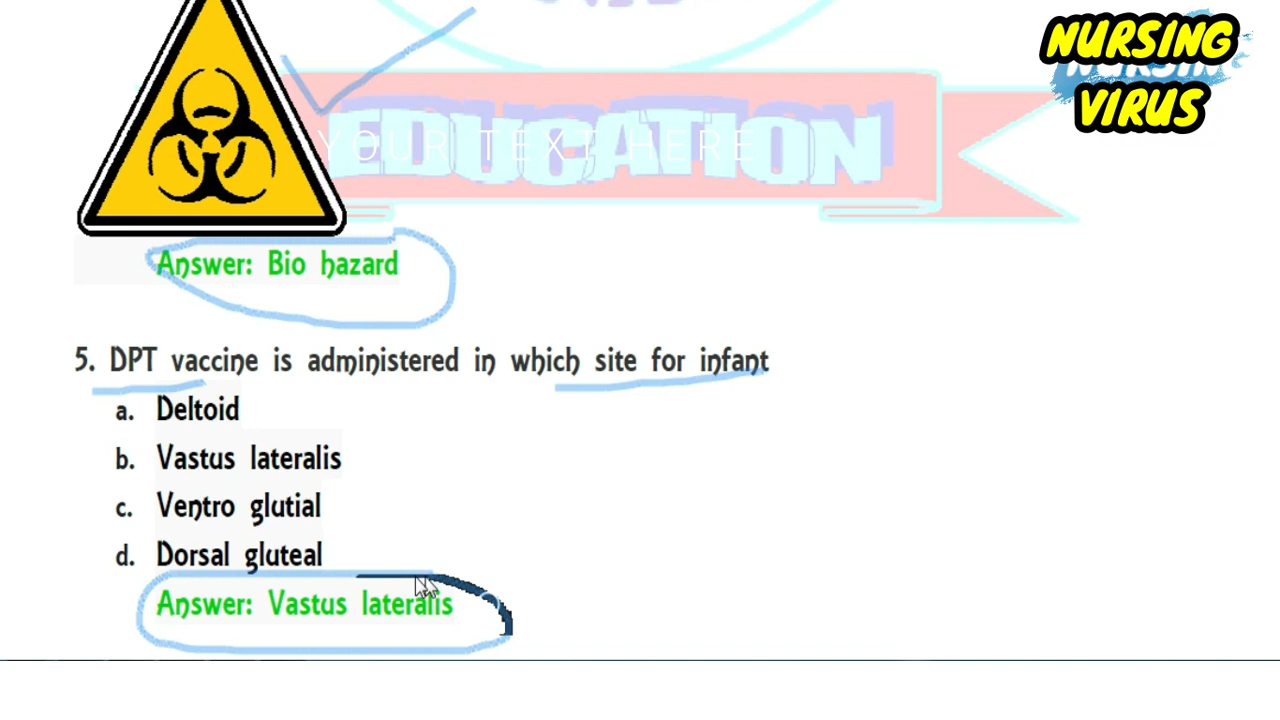 NURSING
VIRUS
EDUCATION
YOUR TEXT HERE
Answer: Bio hazard
5. DPT vaccine is administered in which site for infant
a. Deltoid
b. Vastus lateralis
c. Ventro glutial
d. Dorsal gluteal
Answer: Vastus lateralis